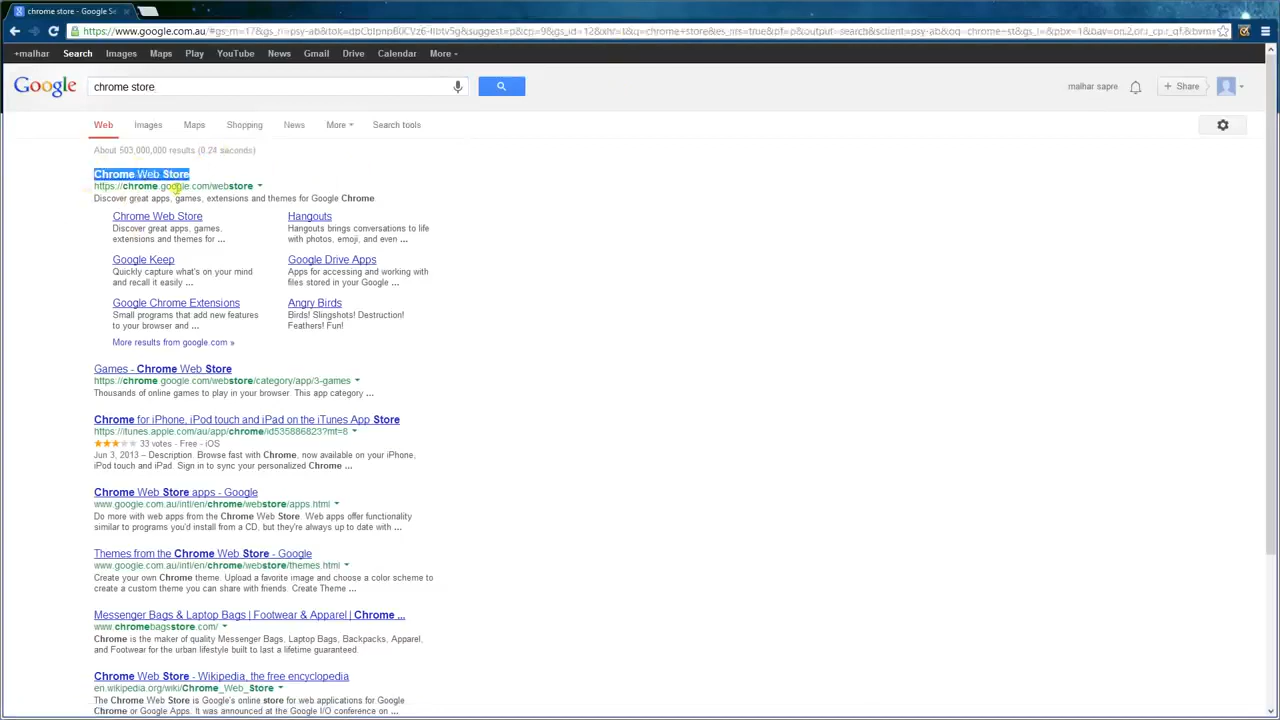 chrome store - Google Se
+malhar Search Images Maps Play YouTube News Gmail Drive Calendar More
Google
chrome store
malhar sapre
+ Share
Web Images Maps Shopping News More Search tools
About 503,000,000 results (0.24 seconds)
Chrome Web Store
https://chrome.google.com/webstore
Discover great apps, games, extensions and themes for Google Chrome
Chrome Web Store
Discover great apps, games,
extensions and themes for ...
Hangouts
Hangouts brings conversations to life
with photos, emoji, and even ...
Google Keep
Quickly capture what's on your mind
and recall it easily ...
Google Drive Apps
Apps for accessing and working with
files stored in your Google ...
Google Chrome Extensions
Small programs that add new features
to your browser and ...
Angry Birds
Birds! Slingshots! Destruction!
Feathers! Fun!
More results from google.com »
Games - Chrome Web Store
https://chrome.google.com/webstore/category/app/3-games
Thousands of online games to play in your browser. This app category ...
Chrome for iPhone, iPod touch and iPad on the iTunes App Store
https://itunes.apple.com/au/app/chrome/id535886823?mt=8
33 votes - Free - iOS
Jun 3, 2013 – Description. Browse fast with Chrome, now available on your iPhone,
iPod touch and iPad. Sign in to sync your personalized Chrome ...
Chrome Web Store apps - Google
www.google.com.au/intl/en/chrome/webstore/apps.html
Do more with web apps from the Chrome Web Store. Web apps offer functionality
similar to programs you'd install from a CD, but they're always up to date with ...
Themes from the Chrome Web Store - Google
www.google.com.au/intl/en/chrome/webstore/themes.html
Create your own Chrome theme. Upload a favorite image and choose a color scheme to
create a custom theme you can share with friends. Create Theme ...
Messenger Bags & Laptop Bags | Footwear & Apparel | Chrome ...
www.chromebagsstore.com/
Chrome is the maker of quality Messenger Bags, Laptop Bags, Backpacks, Apparel,
and Footwear for the urban lifestyle built to last a lifetime guaranteed.
Chrome Web Store - Wikipedia, the free encyclopedia
en.wikipedia.org/wiki/Chrome_Web_Store
The Chrome Web Store is Google's online store for web applications for Google
Chrome or Google Apps. It was announced at the Google I/O conference on ...